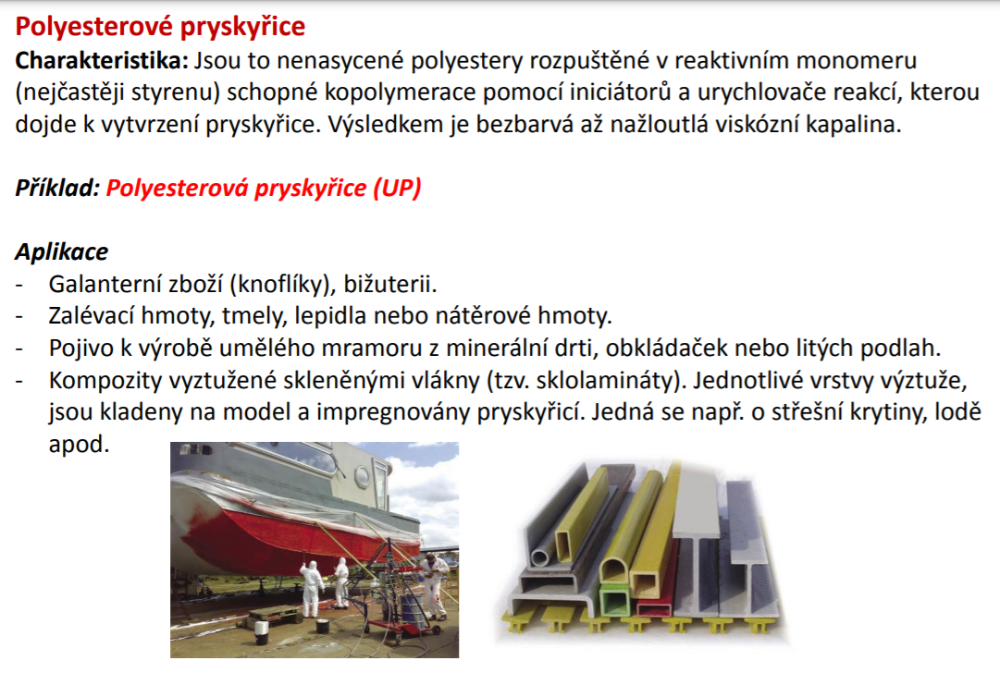 Polyesterové pryskyřice
Charakteristika: Jsou to nenasycené polyestery rozpuštěné v reaktivním monomeru
(nejčastěji styrenu) schopné kopolymerace pomocí iniciátorů a urychlovače reakcí, kterou
dojde k vytvrzení pryskyřice. Výsledkem je bezbarvá až nažloutlá viskózní kapalina.
Příklad: Polyesterová pryskyřice (UP)
Aplikace
- Galanterní zboží (knoflíky), bižuterii.
- Zalévací hmoty, tmely, lepidla nebo nátěrové hmoty.
- Pojivo k výrobě umělého mramoru z minerální drti, obkládaček nebo litých podlah.
- Kompozity vyztužené skleněnými vlákny (tzv. sklolamináty). Jednotlivé vrstvy výztuže,
jsou kladeny na model a impregnovány pryskyřicí. Jedná se např. o střešní krytiny, lodě
apod.